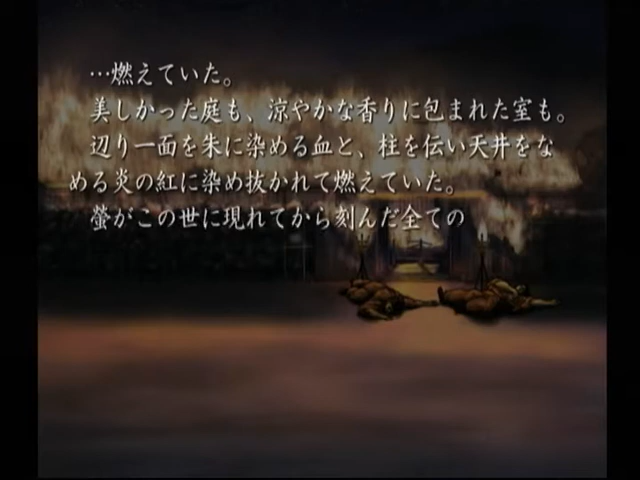 …燃えていた。
美しかった庭も、涼やかな香りに包まれた室も。
辺り一面を朱に染める血と、柱を伝い天井をな
める炎の紅に染め抜かれて燃えていた。
螢がこの世に現れてから刻んだ全ての